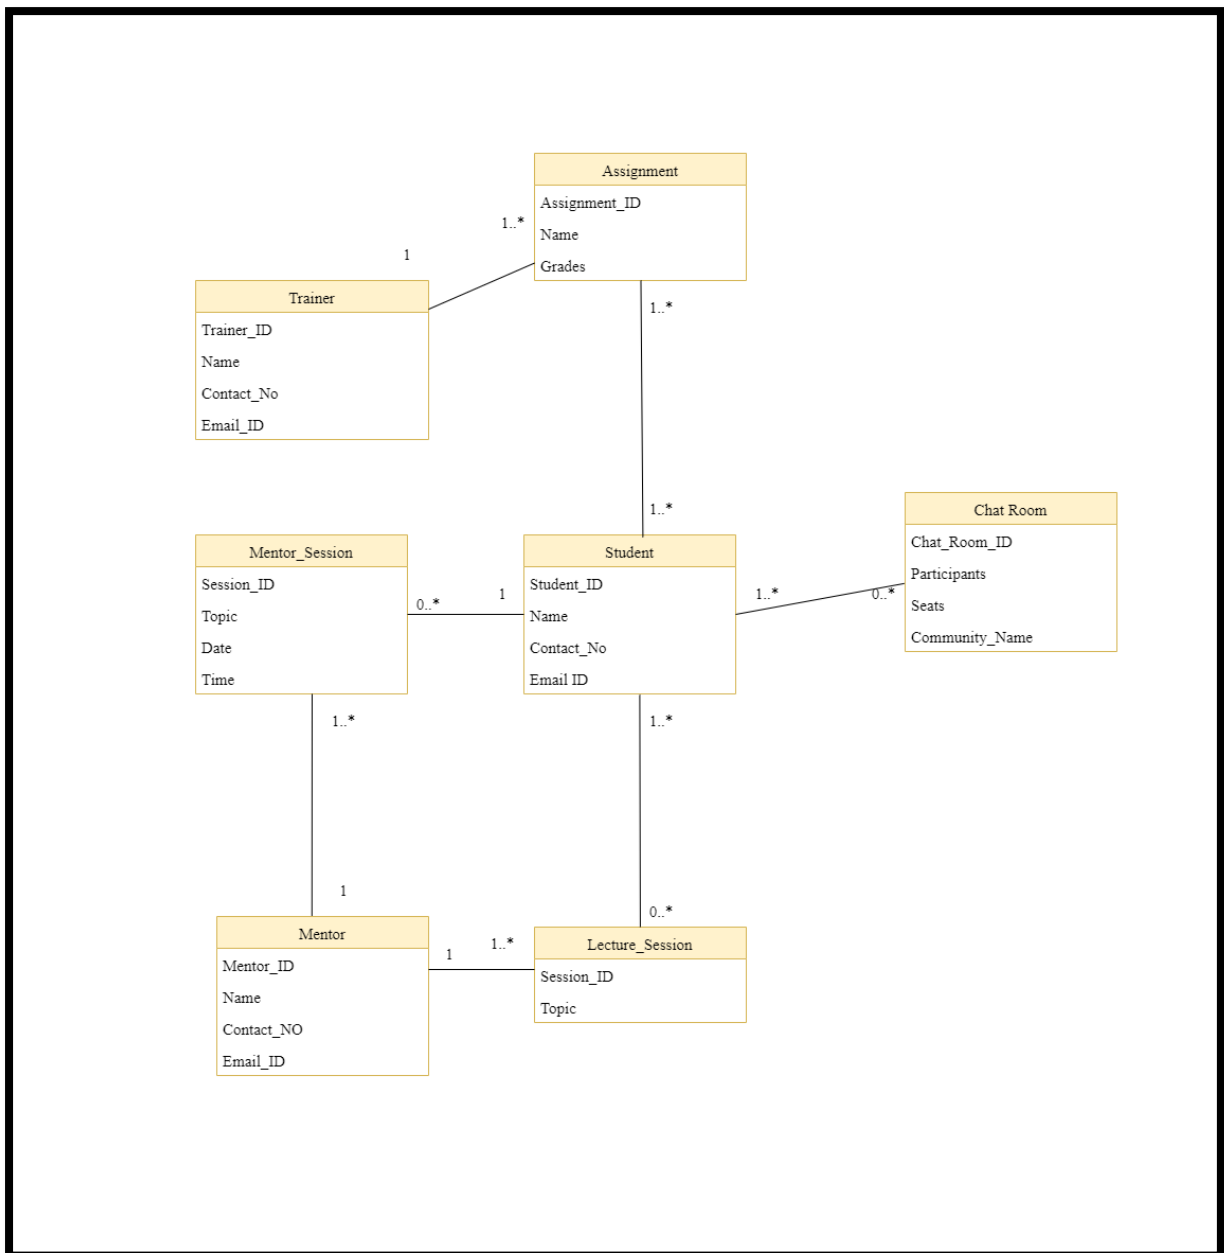 Assignment
Assignment_ID
Name
Grades
1..*
1
Trainer
Trainer_ID
Name
Contact_No
Email_ID
1..*
1..*
Mentor_Session
Session_ID
Topic
Date
Time
0..*
1
Student
Student_ID
Name
Contact_No
Email ID
1..*
0..*
Chat Room
Chat_Room_ID
Participants
Seats
Community_Name
1..*
1..*
1
0..*
Mentor
Mentor_ID
Name
Contact_NO
Email_ID
1
1..*
Lecture_Session
Session_ID
Topic